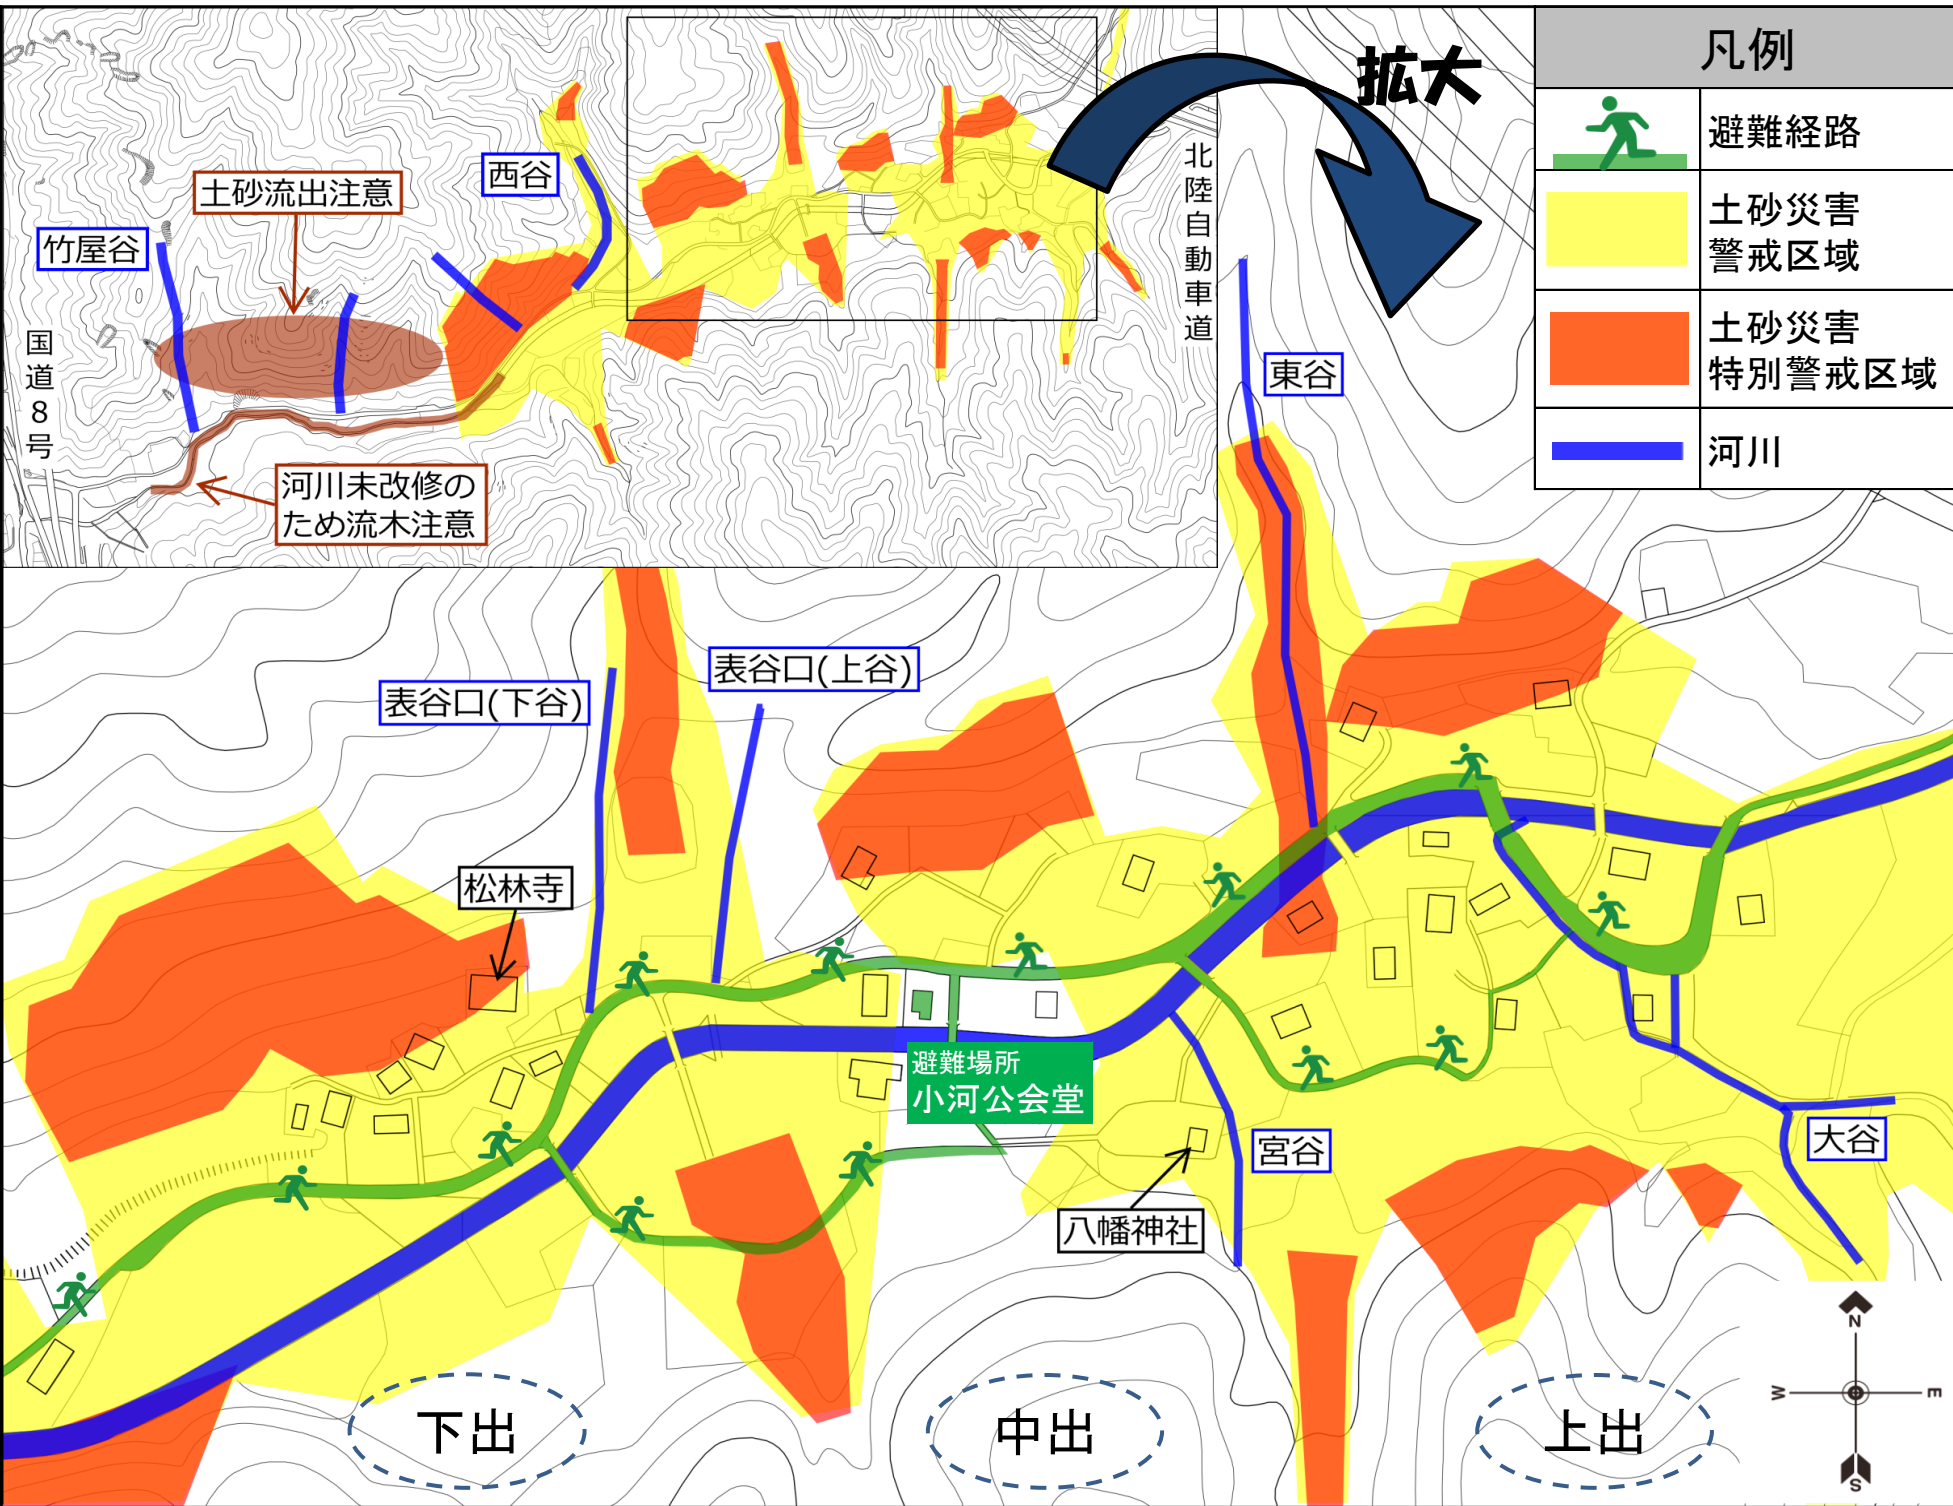 凡例
避難経路
土砂災害
警戒区域
土砂災害
特別警戒区域
河川
拡大
北陸自動車道
国道8号
西谷
土砂流出注意
竹屋谷
河川未改修の
ため流木注意
東谷
表谷口(上谷)
表谷口(下谷)
松林寺
避難場所
小河公会堂
宮谷
大谷
八幡神社
下出
中出
上出
N
W
E
S